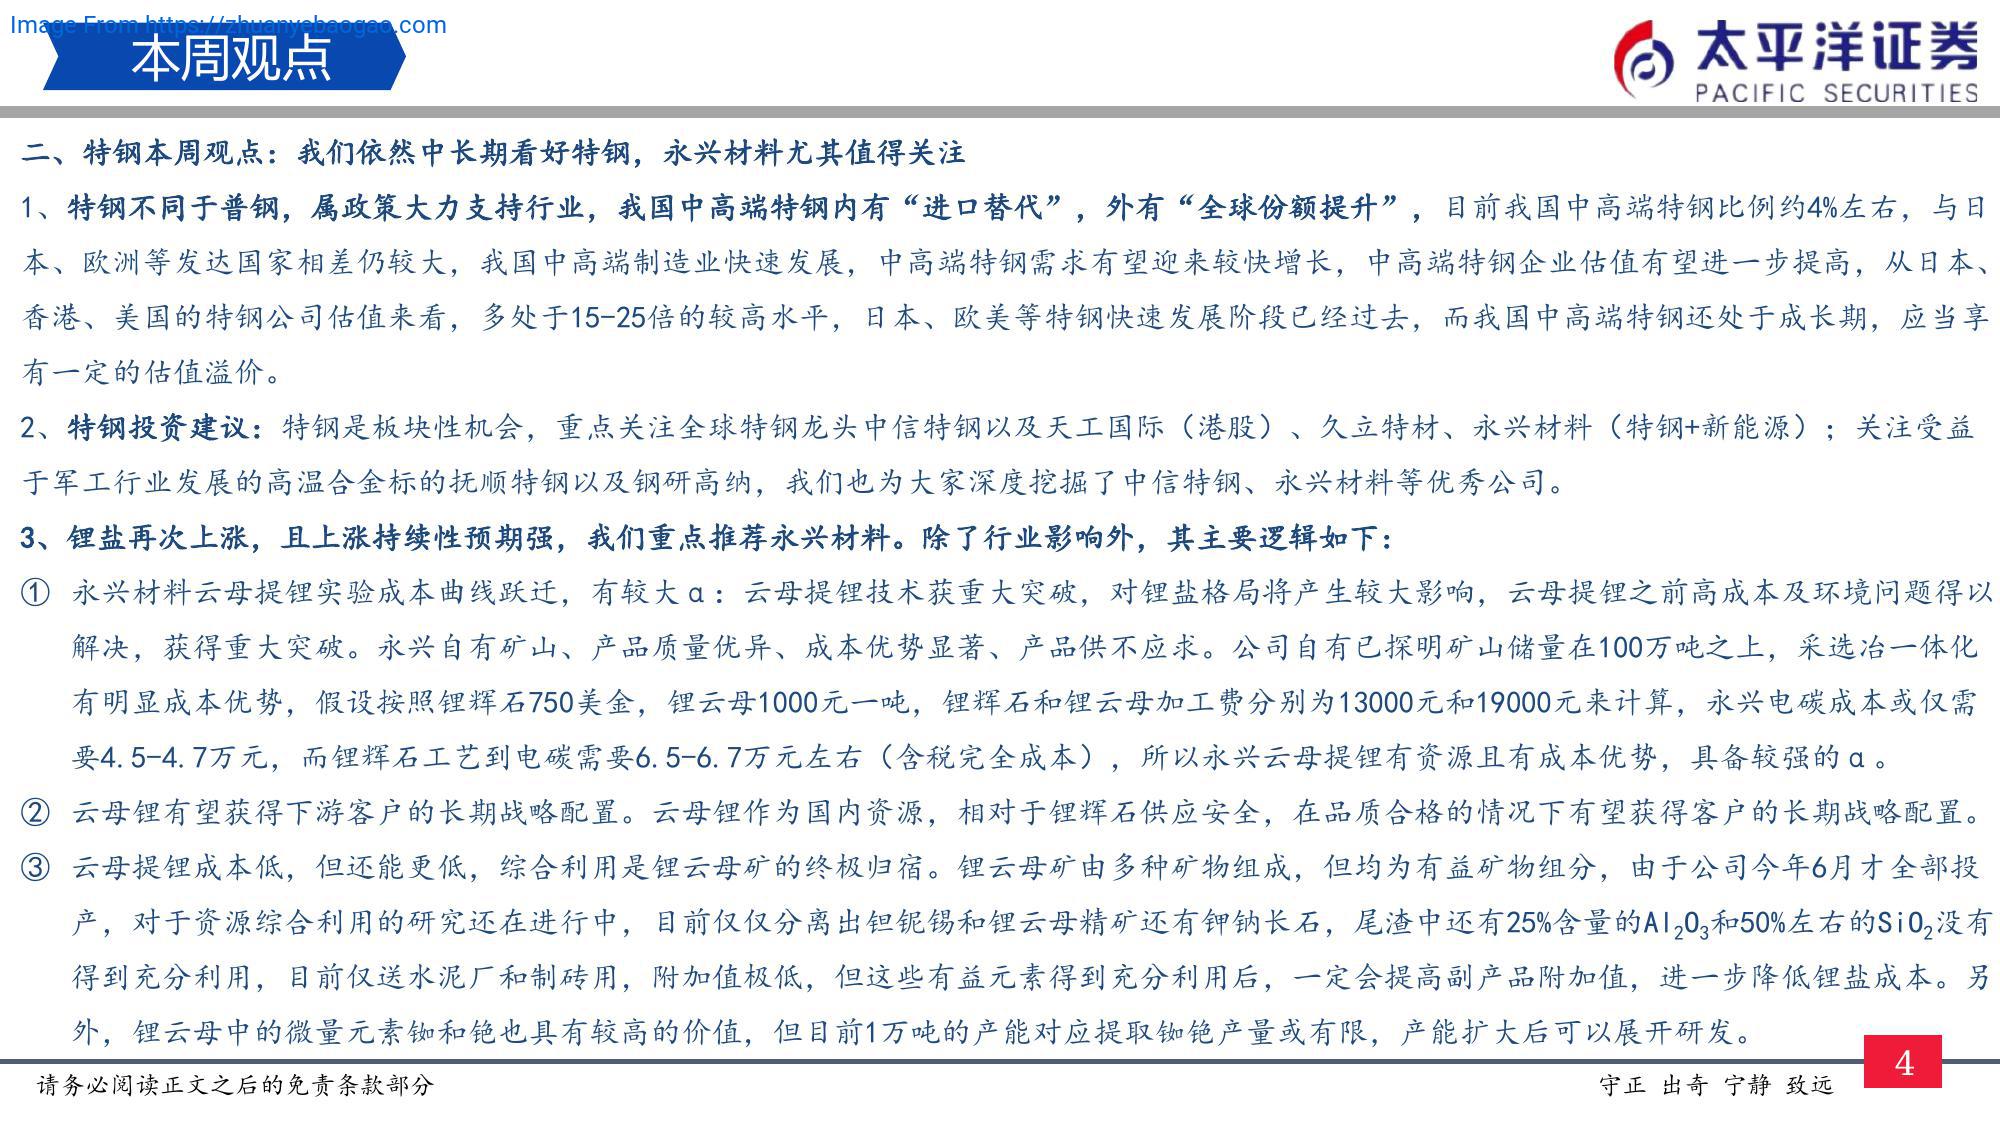 Image From https://zhuanyebaogao.com
本周观点
太平洋证券
PACIFIC SECURITIES
二、特钢本周观点：我们依然中长期看好特钢，永兴材料尤其值得关注
1、特钢不同于普钢，属政策大力支持行业，我国中高端特钢内有“进口替代”，外有“全球份额提升”，目前我国中高端特钢比例约4%左右，与日
本、欧洲等发达国家相差仍较大，我国中高端制造业快速发展，中高端特钢需求有望迎来较快增长，中高端特钢企业估值有望进一步提高，从日本、
香港、美国的特钢公司估值来看，多处于15-25倍的较高水平，日本、欧美等特钢快速发展阶段已经过去，而我国中高端特钢还处于成长期，应当享
有一定的估值溢价。
2、特钢投资建议：特钢是板块性机会，重点关注全球特钢龙头中信特钢以及天工国际（港股）、久立特材、永兴材料（特钢+新能源）；关注受益
于军工行业发展的高温合金标的抚顺特钢以及钢研高纳，我们也为大家深度挖掘了中信特钢、永兴材料等优秀公司。
3、锂盐再次上涨，且上涨持续性预期强，我们重点推荐永兴材料。除了行业影响外，其主要逻辑如下：
① 永兴材料云母提锂实验成本曲线跃迁，有较大α：云母提锂技术获重大突破，对锂盐格局将产生较大影响，云母提锂之前高成本及环境问题得以
解决，获得重大突破。永兴自有矿山、产品质量优异、成本优势显著、产品供不应求。公司自有已探明矿山储量在100万吨之上，采选冶一体化
有明显成本优势，假设按照锂辉石750美金，锂云母1000元一吨，锂辉石和锂云母加工费分别为13000元和19000元来计算，永兴电碳成本或仅需
要4.5-4.7万元，而锂辉石工艺到电碳需要6.5-6.7万元左右（含税完全成本），所以永兴云母提锂有资源且有成本优势，具备较强的α。
② 云母锂有望获得下游客户的长期战略配置。云母锂作为国内资源，相对于锂辉石供应安全，在品质合格的情况下有望获得客户的长期战略配置。
③ 云母提锂成本低，但还能更低，综合利用是锂云母矿的终极归宿。锂云母矿由多种矿物组成，但均为有益矿物组分，由于公司今年6月才全部投
产，对于资源综合利用的研究还在进行中，目前仅仅分离出钽铌锡和锂云母精矿还有钾钠长石，尾渣中还有25%含量的Al₂O₃和50%左右的SiO₂没有
得到充分利用，目前仅送水泥厂和制砖用，附加值极低，但这些有益元素得到充分利用后，一定会提高副产品附加值，进一步降低锂盐成本。另
外，锂云母中的微量元素铷和铯也具有较高的价值，但目前1万吨的产能对应提取铷铯产量或有限，产能扩大后可以展开研发。
请务必阅读正文之后的免责条款部分
守正 出奇 宁静 致远
4